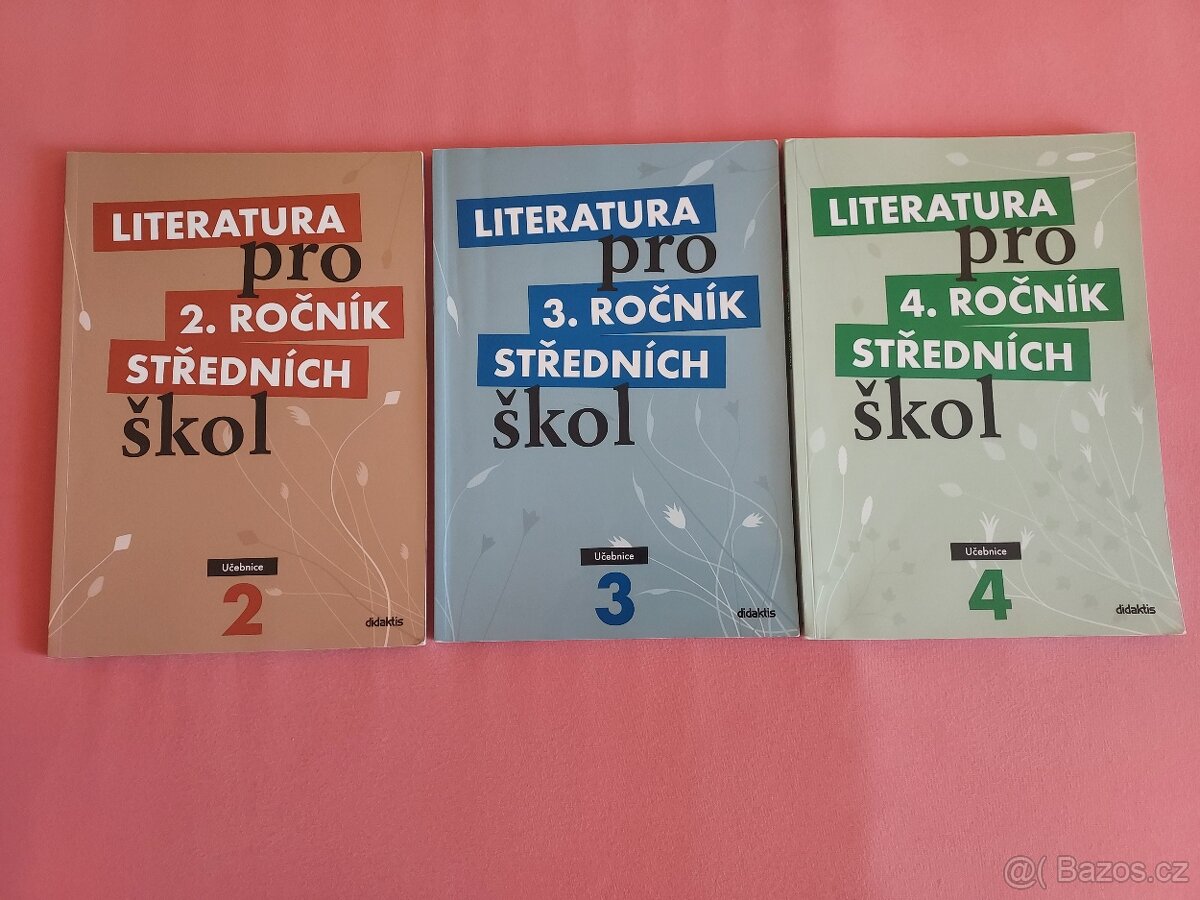 LITERATURA
pro
2. ROČNÍK
STŘEDNÍCH
škol
Učebnice
2
didaktis
LITERATURA
pro
3. ROČNÍK
STŘEDNÍCH
škol
Učebnice
3
didaktis
LITERATURA
pro
4. ROČNÍK
STŘEDNÍCH
škol
Učebnice
4
didaktis
@( Bazos.cz